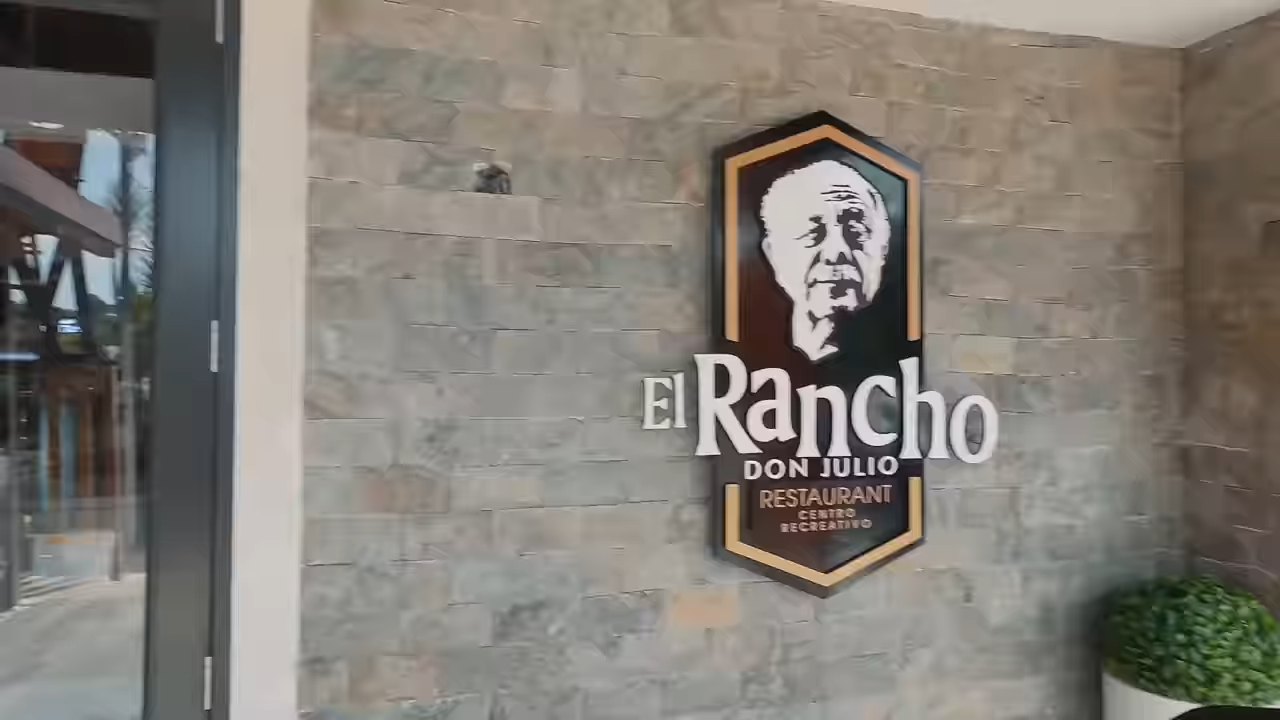 El Rancho
DON JULIO
RESTAURANT
CENTRO
RECREATIVO